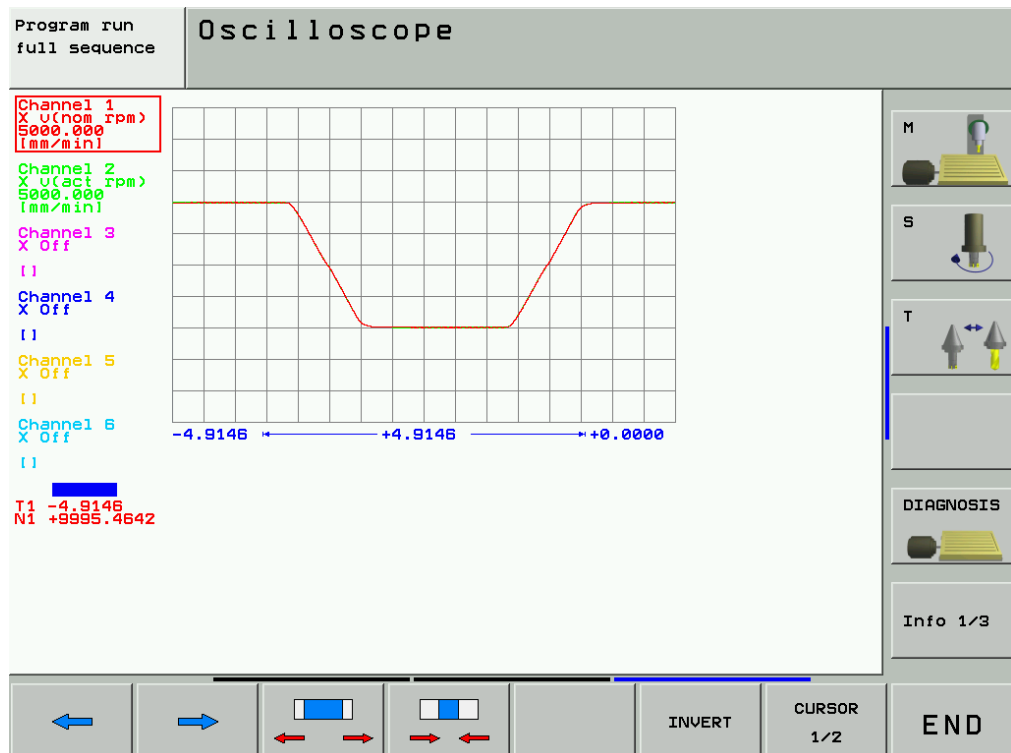 Program run
full sequence
Oscilloscope
Channel 1
X v(nom rpm)
5000.000
[mm/min]
Channel 2
X v(act rpm)
5000.000
[mm/min]
Channel 3
X Off
[]
Channel 4
X Off
[]
Channel 5
X Off
[]
Channel 6
X Off
[]
T1 -4.9146
N1 +9995.4642
-4.9146 +4.9146 +0.0000
M
S
T
DIAGNOSIS
Info 1/3
INVERT
CURSOR
1/2
END